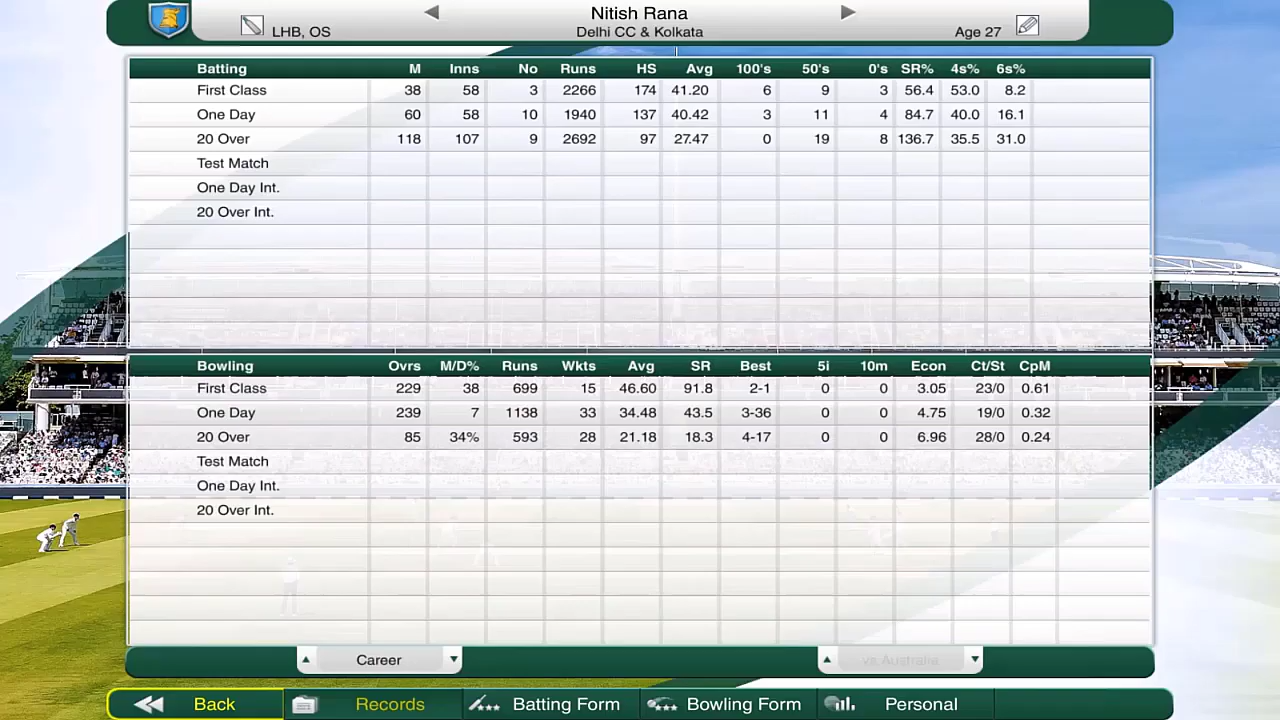 Nitish Rana
LHB, OS Delhi CC & Kolkata Age 27
Batting M Inns No Runs HS Avg 100's 50's 0's SR% 4s% 6s%
First Class 38 58 3 2266 174 41.20 6 9 3 56.4 53.0 8.2
One Day 60 58 10 1940 137 40.42 3 11 4 84.7 40.0 16.1
20 Over 118 107 9 2692 97 27.47 0 19 8 136.7 35.5 31.0
Test Match
One Day Int.
20 Over Int.
Bowling Ovrs M/D% Runs Wkts Avg SR Best 5i 10m Econ Ct/St CpM
First Class 229 38 699 15 46.60 91.8 2-1 0 0 3.05 23/0 0.61
One Day 239 7 1138 33 34.48 43.5 3-36 0 0 4.75 19/0 0.32
20 Over 85 34% 593 28 21.18 18.3 4-17 0 0 6.96 28/0 0.24
Test Match
One Day Int.
20 Over Int.
Career vs Australia
Back Records Batting Form Bowling Form Personal